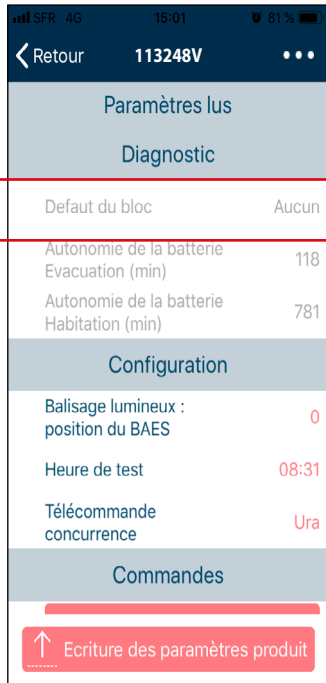 SFR 4G 15:01 81 %
Retour 113248V
Paramètres lus
Diagnostic
Defaut du bloc Aucun
Autonomie de la batterie
Evacuation (min) 118
Autonomie de la batterie
Habitation (min) 781
Configuration
Balisage lumineux :
position du BAES 0
Heure de test 08:31
Télécommande
concurrence Ura
Commandes
Ecriture des paramètres produit